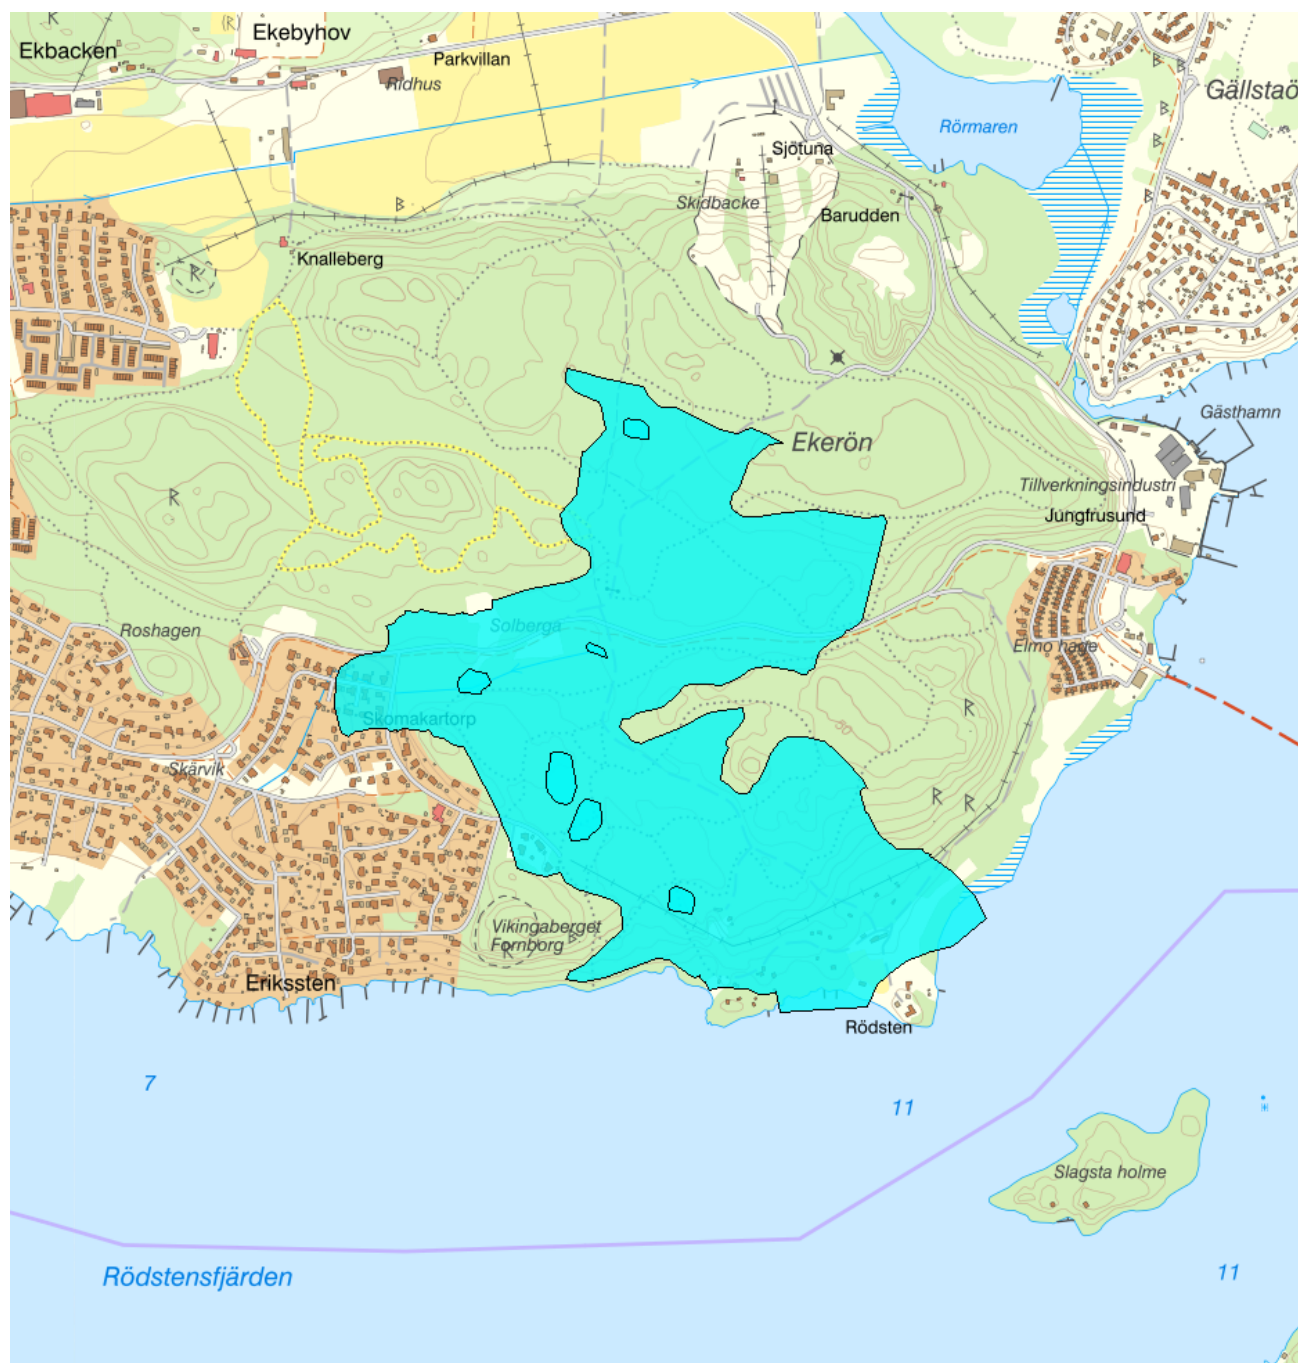 Ekebyhov
Ekbacken
Parkvillan
Ridhus
Gällstaö
Rörmaren
Sjötuna
Skidbacke
Barudden
Knalleberg
Gästhamn
Ekerön
Tillverkningsindustri
Jungfrusund
Solberga
Roshagen
Elmo hage
Skomakartorp
50
Skärvik
Vikingaberget
Fornborg
Erikssten
Rödsten
7
11
Slagsta holme
Rödstensfjärden
11